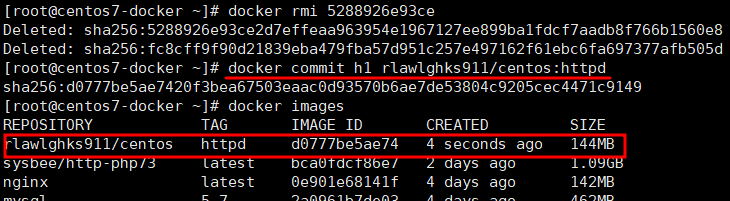 [root@centos7-docker ~]# docker rmi 5288926e93ce
Deleted: sha256:5288926e93ce2d7effeaa963954e1967127ee899ba1fdcf7aadb8f766b1560e8
Deleted: sha256:fc8cff9f90d21839eba479fba57d951c257e497162f61ebc6fa697377afb505d
[root@centos7-docker ~]# docker commit h1 rlawlghks911/centos:httpd
sha256:d0777be5ae7420f3bea67503eaac0d93570b6ae7de53804c9205cec4471c9149
[root@centos7-docker ~]# docker images
REPOSITORY TAG IMAGE ID CREATED SIZE
rlawlghks911/centos httpd d0777be5ae74 4 seconds ago 144MB
sysbee/http-php73 latest bca0fdcf86e7 2 days ago 1.09GB
nginx latest 0e901e68141f 4 days ago 142MB
mysql 5.7 2a0961b7de03 4 days ago 462MB